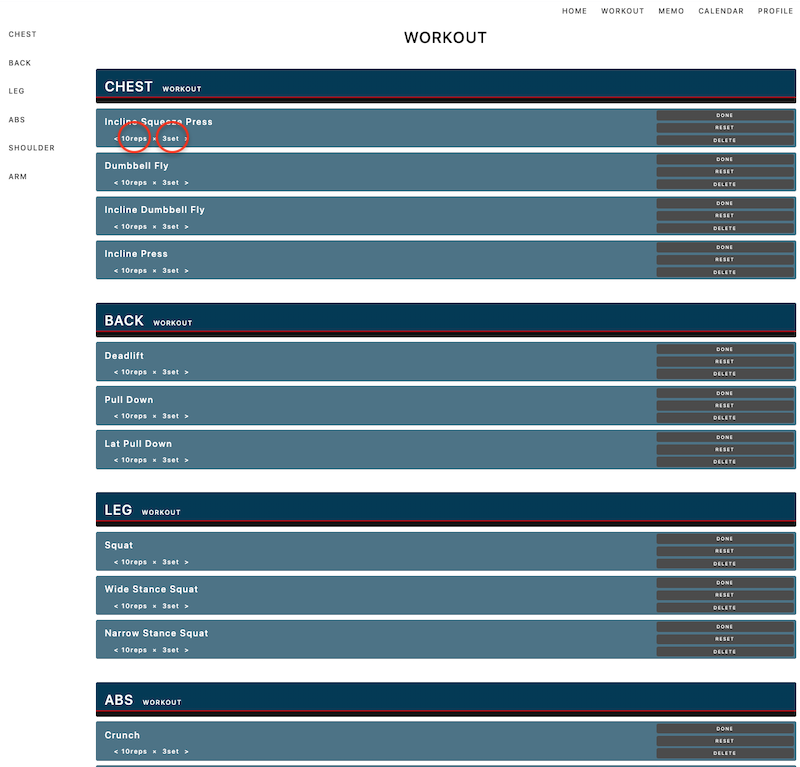 HOME WORKOUT MEMO CALENDAR PROFILE
WORKOUT
CHEST
BACK
LEG
ABS
SHOULDER
ARM
CHEST WORKOUT
Incline Squeeze Press
< 10reps × 3set >
DONE
RESET
DELETE
Dumbbell Fly
< 10reps × 3set >
DONE
RESET
DELETE
Incline Dumbbell Fly
< 10reps × 3set >
DONE
RESET
DELETE
Incline Press
< 10reps × 3set >
DONE
RESET
DELETE
BACK WORKOUT
Deadlift
< 10reps × 3set >
DONE
RESET
DELETE
Pull Down
< 10reps × 3set >
DONE
RESET
DELETE
Lat Pull Down
< 10reps × 3set >
DONE
RESET
DELETE
LEG WORKOUT
Squat
< 10reps × 3set >
DONE
RESET
DELETE
Wide Stance Squat
< 10reps × 3set >
DONE
RESET
DELETE
Narrow Stance Squat
< 10reps × 3set >
DONE
RESET
DELETE
ABS WORKOUT
Crunch
< 10reps × 3set >
DONE
RESET
DELETE